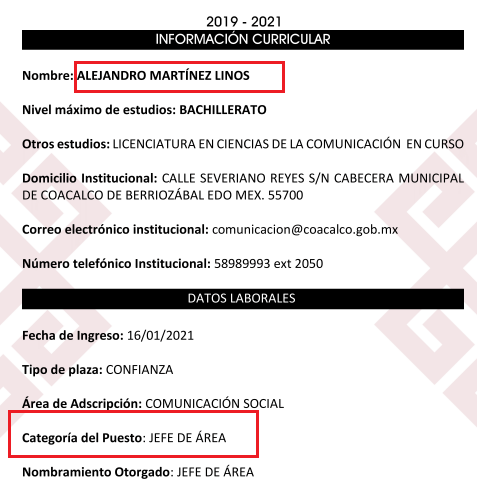 2019 - 2021
INFORMACIÓN CURRICULAR
Nombre: ALEJANDRO MARTÍNEZ LINOS
Nivel máximo de estudios: BACHILLERATO
Otros estudios: LICENCIATURA EN CIENCIAS DE LA COMUNICACIÓN EN CURSO
Domicilio Institucional: CALLE SEVERIANO REYES S/N CABECERA MUNICIPAL
DE COACALCO DE BERRIOZÁBAL EDO MEX. 55700
Correo electrónico institucional: comunicacion@coacalco.gob.mx
Número telefónico Institucional: 58989993 ext 2050
DATOS LABORALES
Fecha de Ingreso: 16/01/2021
Tipo de plaza: CONFIANZA
Área de Adscripción: COMUNICACIÓN SOCIAL
Categoría del Puesto: JEFE DE ÁREA
Nombramiento Otorgado: JEFE DE ÁREA